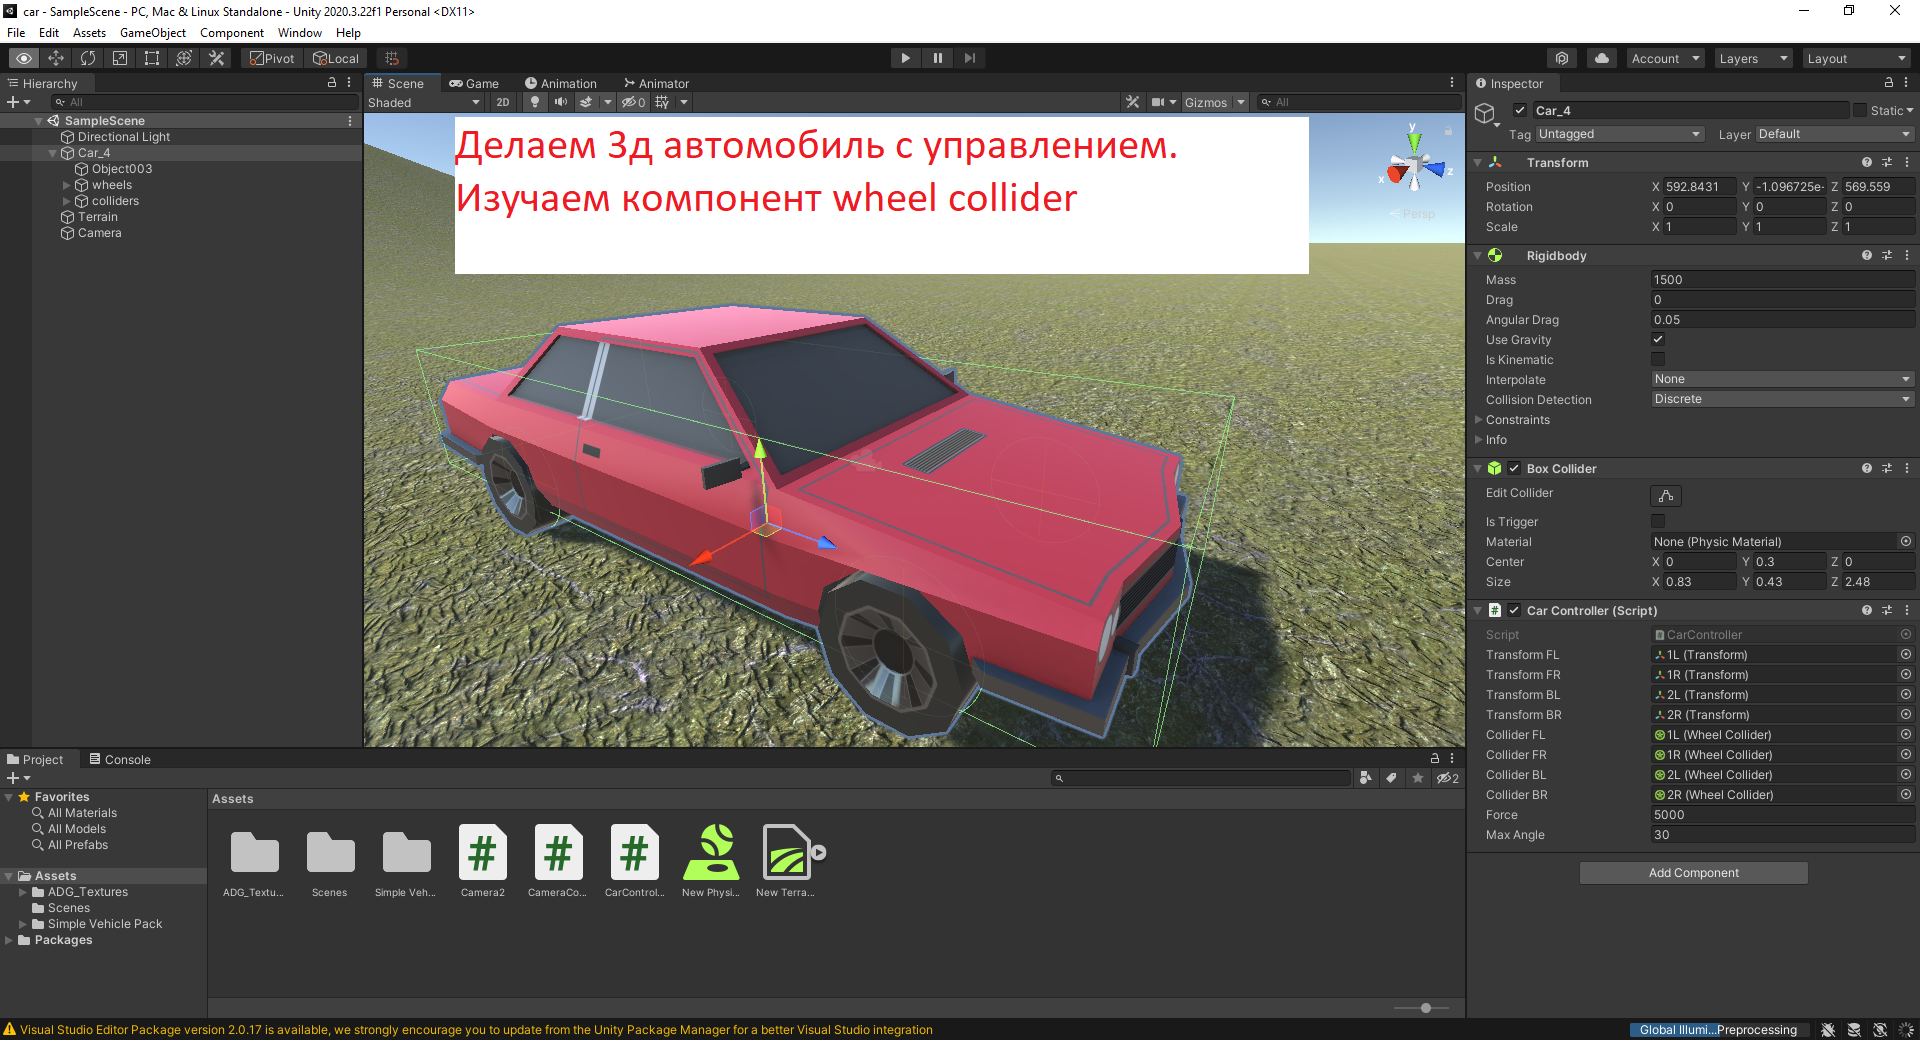 car - SampleScene - PC, Mac & Linux Standalone - Unity 2020.3.22f1 Personal <DX11>
File Edit Assets GameObject Component Window Help
Pivot Local Account Layers Layout
Hierarchy
All
SampleScene
Directional Light
Car_4
Object003
wheels
colliders
Terrain
Camera
Scene Game Animation Animator
Shaded 2D 0 Gizmos All
Делаем 3д автомобиль с управлением.
Изучаем компонент wheel collider
y
x
z
Persp
Inspector
Car_4 Static
Tag Untagged Layer Default
Transform
Position X 592.8431 Y -1.096725e- Z 569.559
Rotation X 0 Y 0 Z 0
Scale X 1 Y 1 Z 1
Rigidbody
Mass 1500
Drag 0
Angular Drag 0.05
Use Gravity
Is Kinematic
Interpolate None
Collision Detection Discrete
Constraints
Info
Box Collider
Edit Collider
Is Trigger
Material None (Physic Material)
Center X 0 Y 0.3 Z 0
Size X 0.83 Y 0.43 Z 2.48
Car Controller (Script)
Script CarController
Transform FL 1L (Transform)
Transform FR 1R (Transform)
Transform BL 2L (Transform)
Transform BR 2R (Transform)
Collider FL 1L (Wheel Collider)
Collider FR 1R (Wheel Collider)
Collider BL 2L (Wheel Collider)
Collider BR 2R (Wheel Collider)
Force 5000
Max Angle 30
Add Component
Project Console
2
Favorites
All Materials
All Models
All Prefabs
Assets
ADG_Textures
Scenes
Simple Vehicle Pack
Packages
Assets
ADG_Textu... Scenes Simple Veh... Camera2 CameraCo... CarControl... New Physi... New Terra...
Visual Studio Editor Package version 2.0.17 is available, we strongly encourage you to update from the Unity Package Manager for a better Visual Studio integration
Global Illumi...Preprocessing